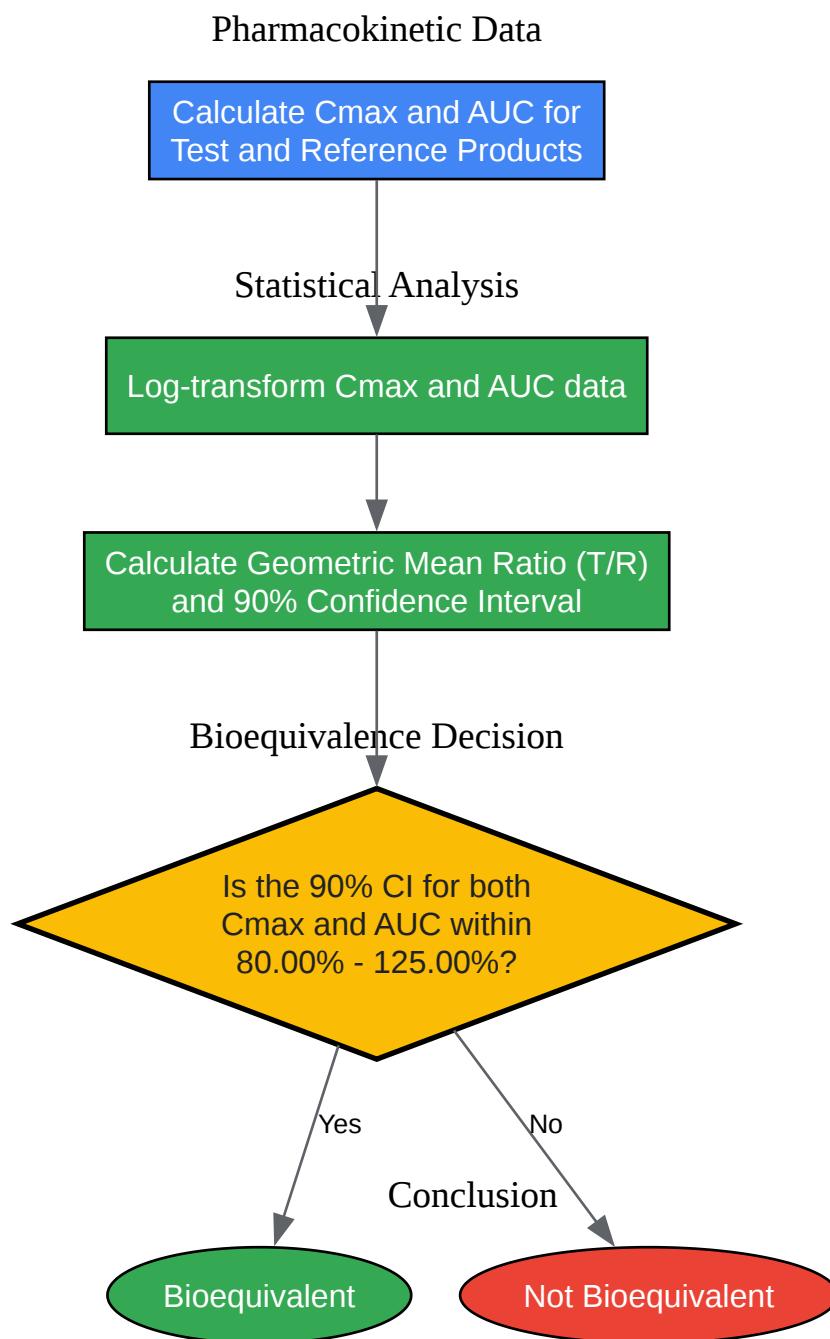 Pharmacokinetic Data
Calculate Cmax and AUC for
Test and Reference Products
Statistical Analysis
Log-transform Cmax and AUC data
Calculate Geometric Mean Ratio (T/R)
and 90% Confidence Interval
Bioequivalence Decision
Is the 90% CI for both
Cmax and AUC within
80.00% - 125.00%?
Yes
No
Conclusion
Bioequivalent
Not Bioequivalent